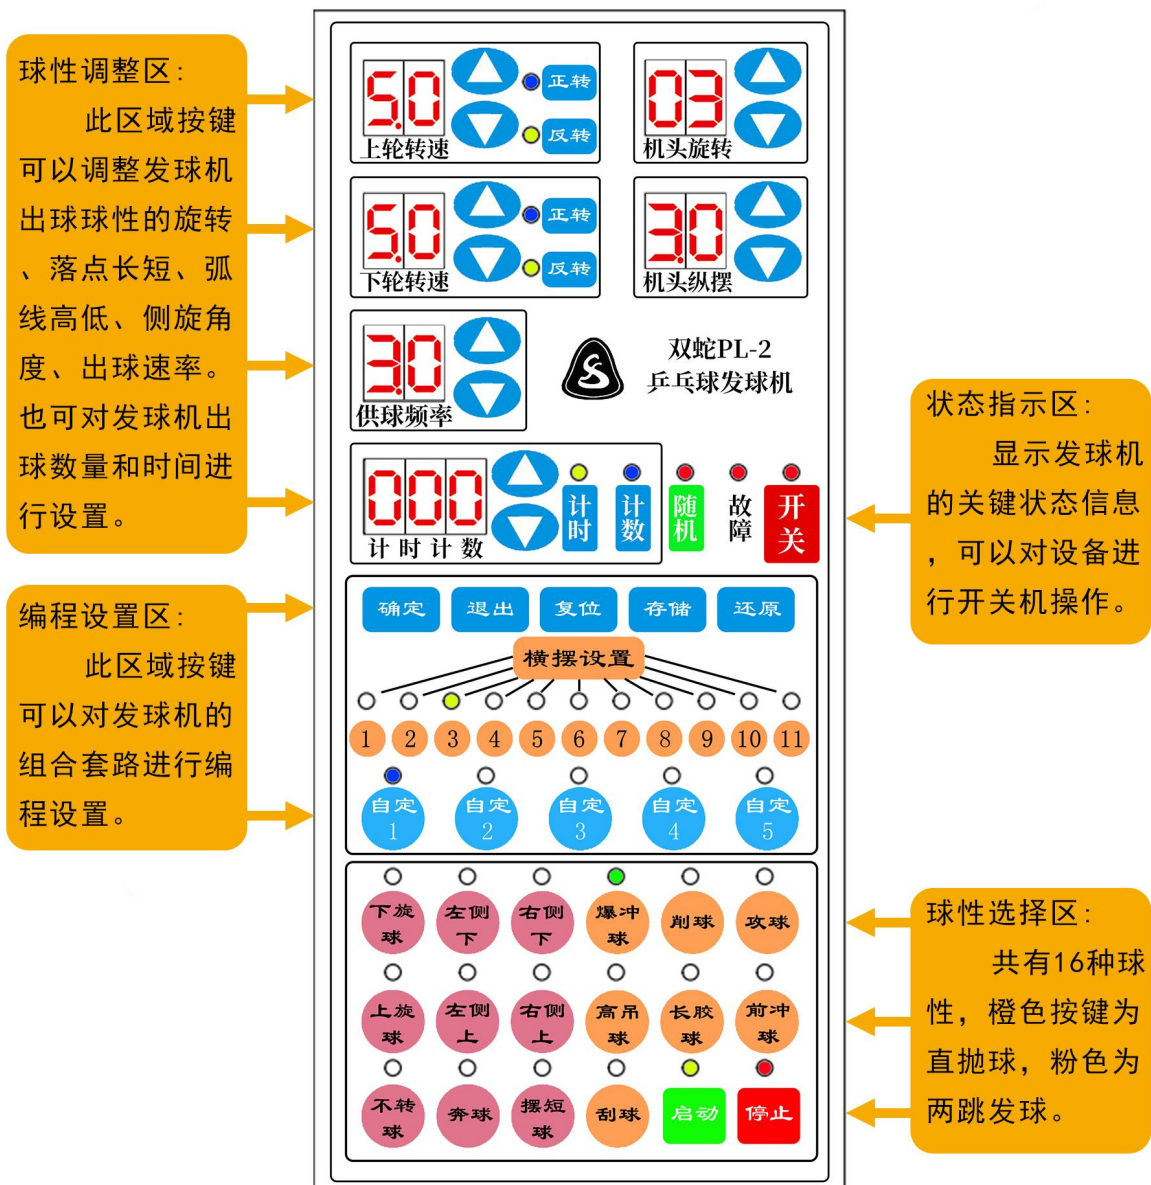 球性调整区：
此区域按键
可以调整发球机
出球球性的旋转
、落点长短、弧
线高低、侧旋角
度、出球速率。
也可对发球机出
球数量和时间进
行设置。
编程设置区：
此区域按键
可以对发球机的
组合套路进行编
程设置。
5.0
正转
反转
上轮转速
03
机头旋转
5.0
正转
反转
下轮转速
3.0
机头纵摆
3.0
供球频率
双蛇PL-2
乒乓球发球机
000
计时计数
计时
计数
随机
故障
开关
确定 退出 复位 存储 还原
横摆设置
1 2 3 4 5 6 7 8 9 10 11
自定1 自定2 自定3 自定4 自定5
下旋球 左侧下 右侧下 爆冲球 削球 攻球
上旋球 左侧上 右侧上 高吊球 长胶球 前冲球
不转球 奔球 摆短球 刮球 启动 停止
状态指示区：
显示发球机
的关键状态信息
，可以对设备进
行开关机操作。
球性选择区：
共有16种球
性，橙色按键为
直抛球，粉色为
两跳发球。